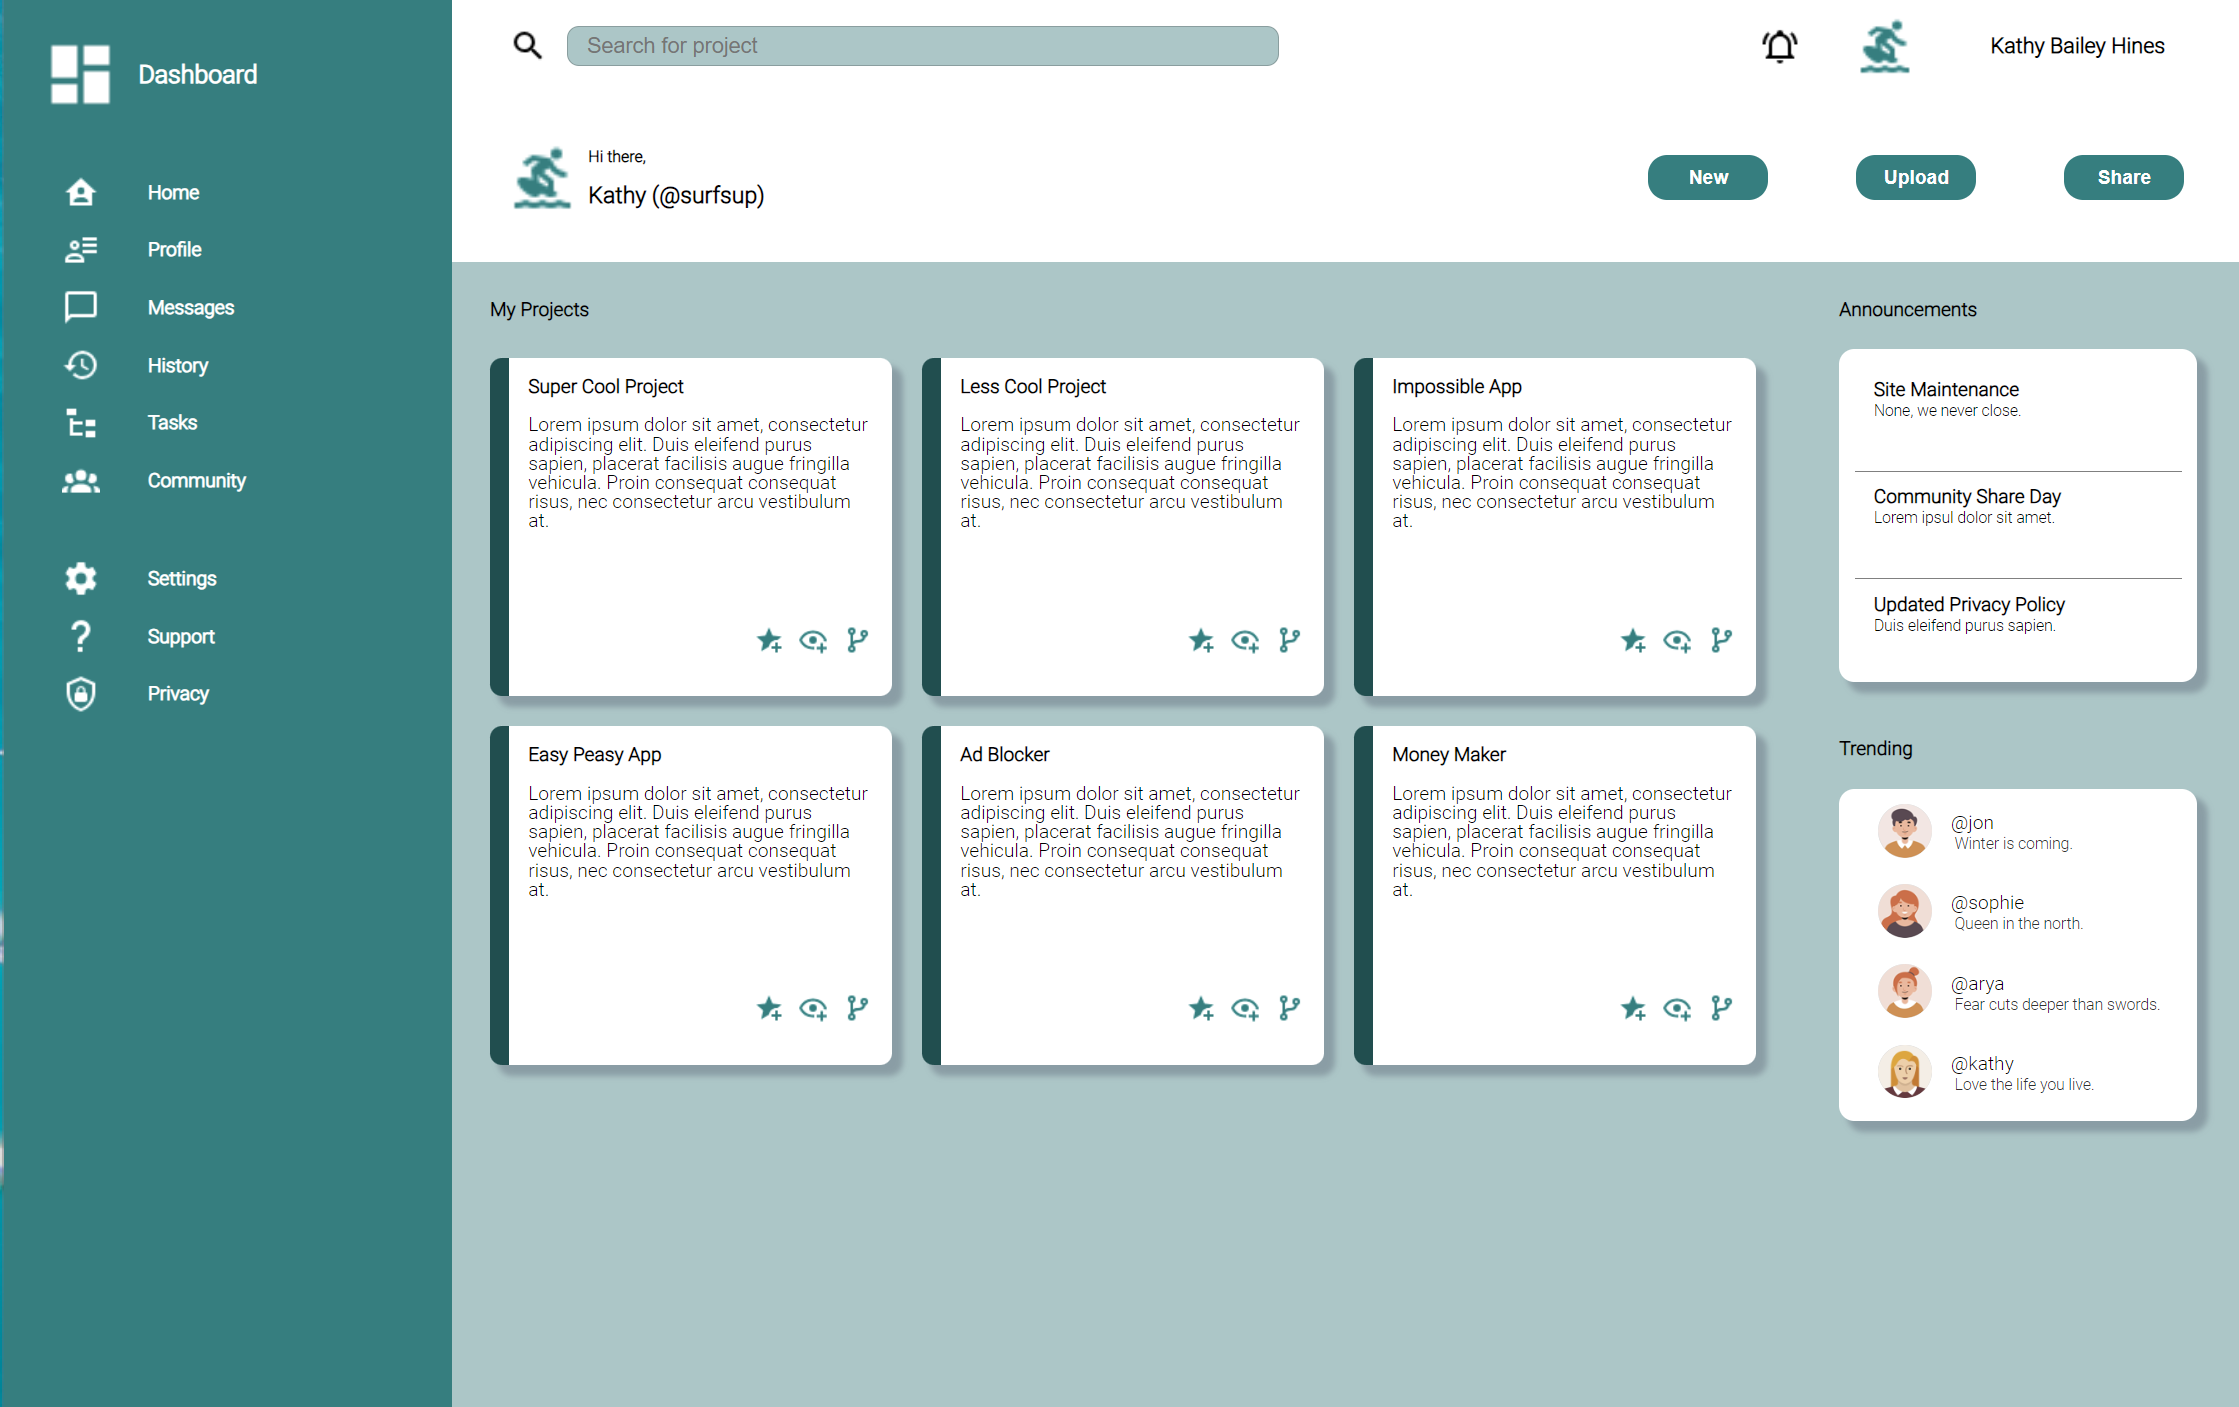 Dashboard
Home
Profile
Messages
History
Tasks
Community
Settings
Support
Privacy
Search for project
Kathy Bailey Hines
Hi there,
Kathy (@surfsup)
New
Upload
Share
My Projects
Super Cool Project
Lorem ipsum dolor sit amet, consectetur
adipiscing elit. Duis eleifend purus
sapien, placerat facilisis augue fringilla
vehicula. Proin consequat consequat
risus, nec consectetur arcu vestibulum
at.
Less Cool Project
Lorem ipsum dolor sit amet, consectetur
adipiscing elit. Duis eleifend purus
sapien, placerat facilisis augue fringilla
vehicula. Proin consequat consequat
risus, nec consectetur arcu vestibulum
at.
Impossible App
Lorem ipsum dolor sit amet, consectetur
adipiscing elit. Duis eleifend purus
sapien, placerat facilisis augue fringilla
vehicula. Proin consequat consequat
risus, nec consectetur arcu vestibulum
at.
Easy Peasy App
Lorem ipsum dolor sit amet, consectetur
adipiscing elit. Duis eleifend purus
sapien, placerat facilisis augue fringilla
vehicula. Proin consequat consequat
risus, nec consectetur arcu vestibulum
at.
Ad Blocker
Lorem ipsum dolor sit amet, consectetur
adipiscing elit. Duis eleifend purus
sapien, placerat facilisis augue fringilla
vehicula. Proin consequat consequat
risus, nec consectetur arcu vestibulum
at.
Money Maker
Lorem ipsum dolor sit amet, consectetur
adipiscing elit. Duis eleifend purus
sapien, placerat facilisis augue fringilla
vehicula. Proin consequat consequat
risus, nec consectetur arcu vestibulum
at.
Announcements
Site Maintenance
None, we never close.
Community Share Day
Lorem ipsul dolor sit amet.
Updated Privacy Policy
Duis eleifend purus sapien.
Trending
@jon
Winter is coming.
@sophie
Queen in the north.
@arya
Fear cuts deeper than swords.
@kathy
Love the life you live.